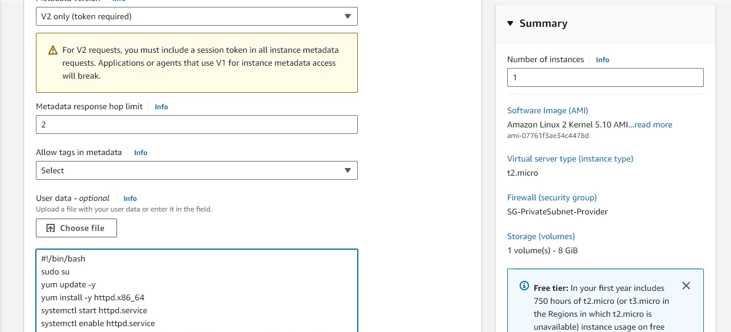 V2 only (token required)
For V2 requests, you must include a session token in all instance metadata
requests. Applications or agents that use V1 for instance metadata access
will break.
Metadata response hop limit Info
2
Allow tags in metadata Info
Select
User data - optional Info
Upload a file with your user data or enter it in the field.
Choose file
#!/bin/bash
sudo su
yum update -y
yum install -y httpd.x86_64
systemctl start httpd.service
systemctl enable httpd.service
Summary
Number of instances Info
1
Software Image (AMI)
Amazon Linux 2 Kernel 5.10 AMI...read more
ami-07761f3ae34c4478d
Virtual server type (instance type)
t2.micro
Firewall (security group)
SG-PrivateSubnet-Provider
Storage (volumes)
1 volume(s) - 8 GiB
Free tier: In your first year includes
750 hours of t2.micro (or t3.micro in
the Regions in which t2.micro is
unavailable) instance usage on free